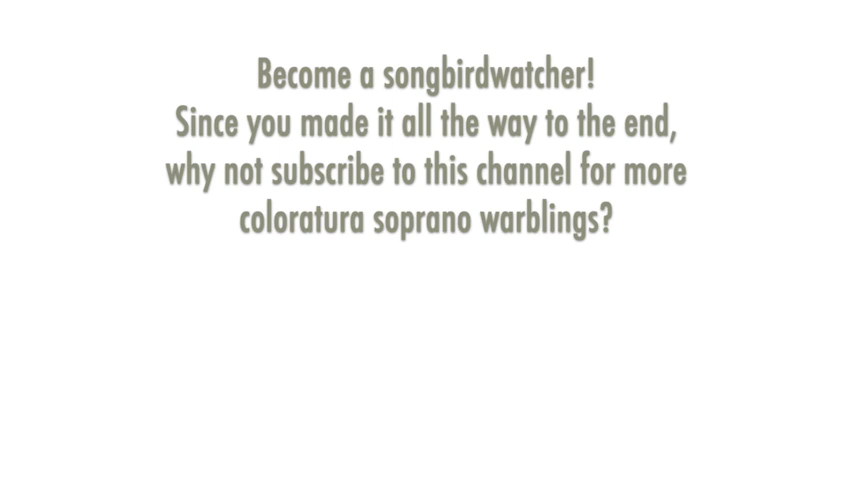 Become a songbirdwatcher!
Since you made it all the way to the end,
why not subscribe to this channel for more
coloratura soprano warblings?